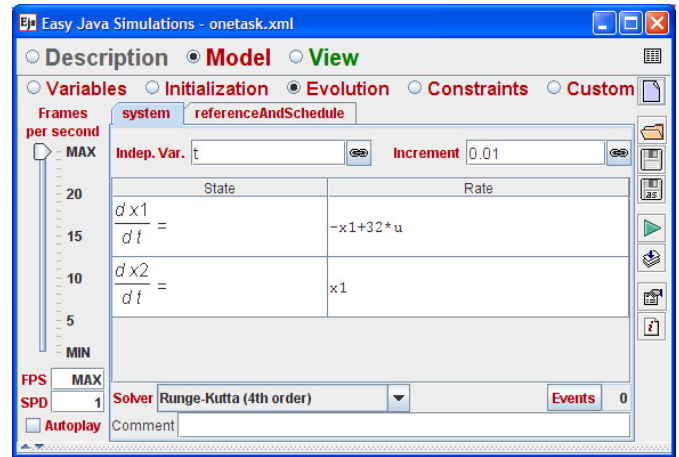 Ejs Easy Java Simulations - onetask.xml
Description Model View
Variables Initialization Evolution Constraints Custom
Frames
per second
MAX
20
15
10
5
MIN
FPS MAX
SPD 1
Autoplay
system referenceAndSchedule
Indep. Var. t Increment 0.01
State Rate
d x1
d t
= -x1+32*u
d x2
d t
= x1
Solver Runge-Kutta (4th order) Events 0
Comment
as
i